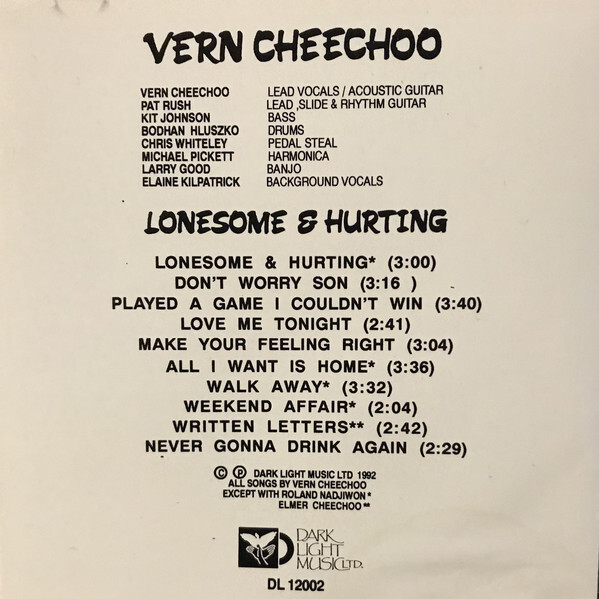 VERN CHEECHOO
VERN CHEECHOO LEAD VOCALS / ACOUSTIC GUITAR
PAT RUSH LEAD ,SLIDE & RHYTHM GUITAR
KIT JOHNSON BASS
BODHAN HLUSZKO DRUMS
CHRIS WHITELEY PEDAL STEAL
MICHAEL PICKETT HARMONICA
LARRY GOOD BANJO
ELAINE KILPATRICK BACKGROUND VOCALS
LONESOME & HURTING
LONESOME & HURTING* (3:00)
DON'T WORRY SON (3:16 )
PLAYED A GAME I COULDN'T WIN (3:40)
LOVE ME TONIGHT (2:41)
MAKE YOUR FEELING RIGHT (3:04)
ALL I WANT IS HOME* (3:36)
WALK AWAY* (3:32)
WEEKEND AFFAIR* (2:04)
WRITTEN LETTERS** (2:42)
NEVER GONNA DRINK AGAIN (2:29)
© ℗ DARK LIGHT MUSIC LTD 1992
ALL SONGS BY VERN CHEECHOO
EXCEPT WITH ROLAND NADJIWON *
ELMER CHEECHOO **
DARK
LIGHT
MUSIC LTD.
DL 12002